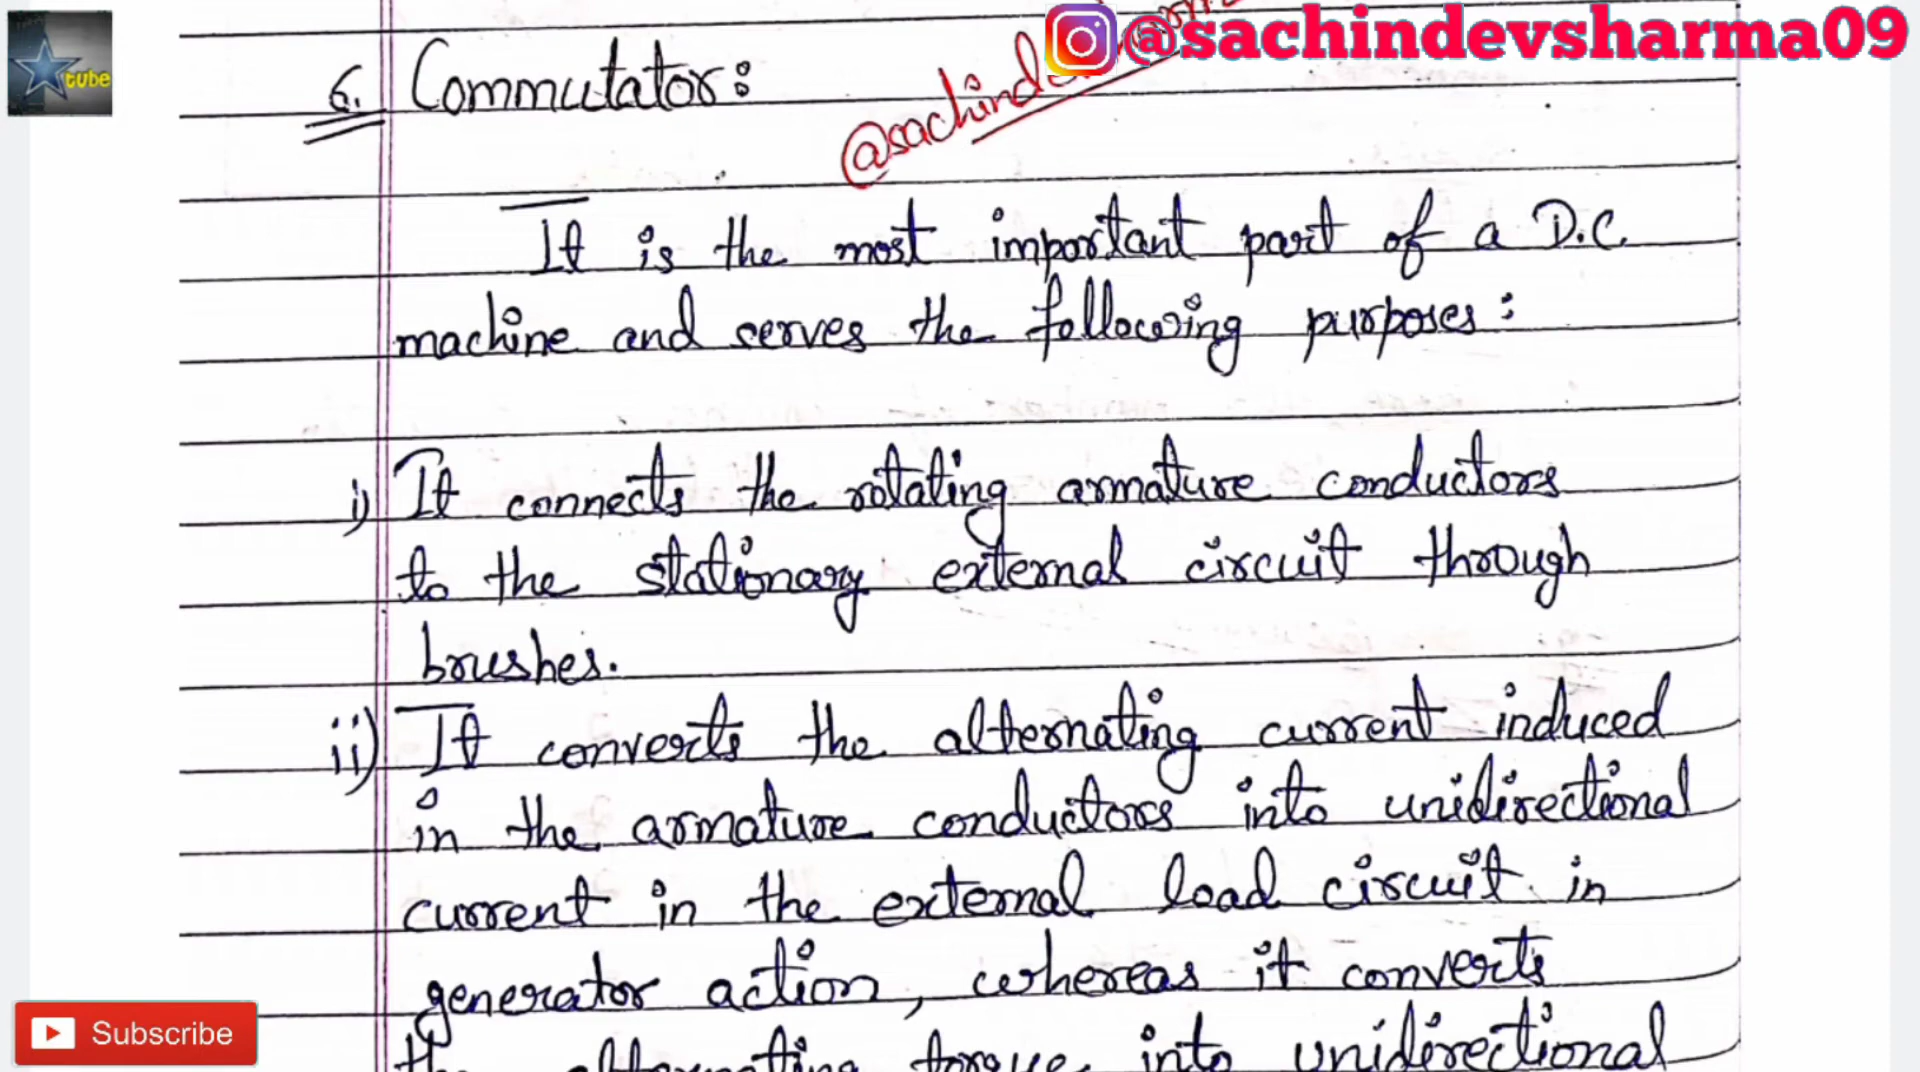 tube
@sachindevsharma09
6. Commutator:
It is the most important part of a D.C.
machine and serves the following purposes:
i) It connects the rotating armature conductors
to the stationary external circuit through
brushes.
ii) It converts the alternating current induced
in the armature conductors into unidirectional
current in the external load circuit in
generator action, whereas it converts
the alternating torque into unidirectional
Subscribe